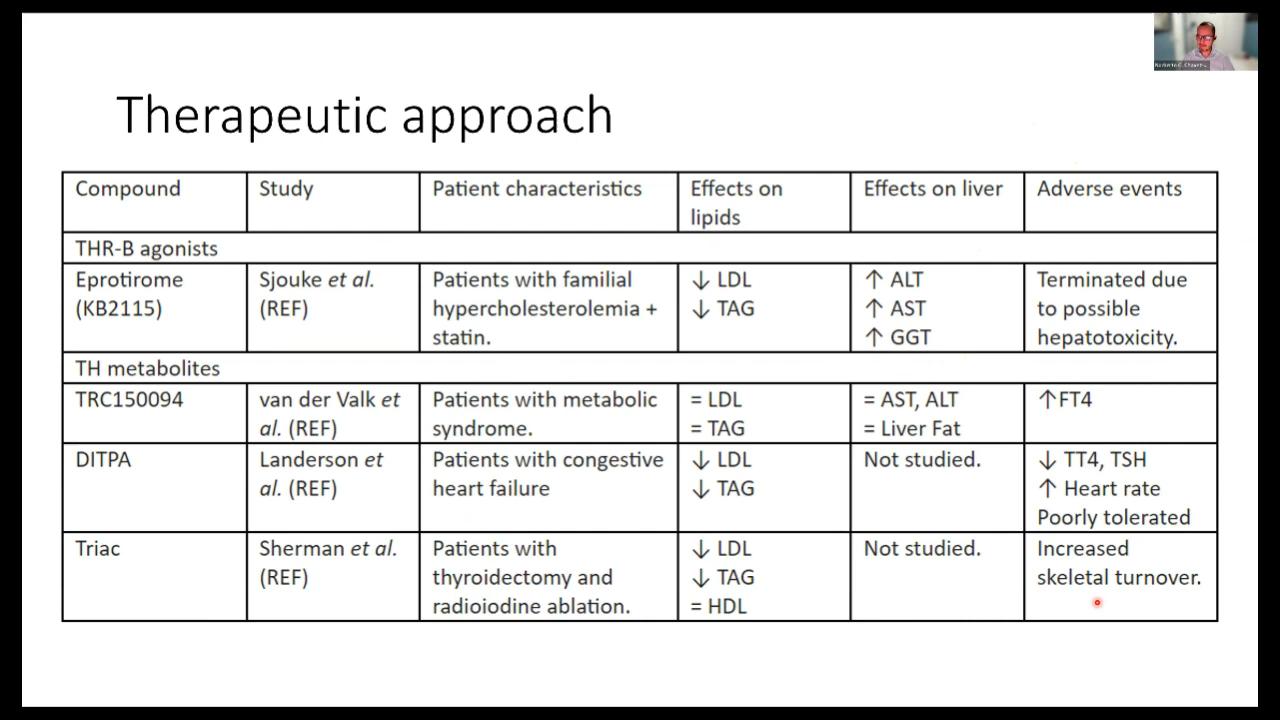 Therapeutic approach
Compound
Study
Patient characteristics
Effects on
lipids
Effects on liver
Adverse events
THR-B agonists
Eprotirome
(KB2115)
Sjouke et al.
(REF)
Patients with familial
hypercholesterolemia +
statin.
↓ LDL
↓ TAG
↑ ALT
↑ AST
↑ GGT
Terminated due
to possible
hepatotoxicity.
TH metabolites
TRC150094
van der Valk et
al. (REF)
Patients with metabolic
syndrome.
= LDL
= TAG
= AST, ALT
= Liver Fat
↑FT4
DITPA
Landerson et
al. (REF)
Patients with congestive
heart failure
↓ LDL
↓ TAG
Not studied.
↓ TT4, TSH
↑ Heart rate
Poorly tolerated
Triac
Sherman et al.
(REF)
Patients with
thyroidectomy and
radioiodine ablation.
↓ LDL
↓ TAG
= HDL
Not studied.
Increased
skeletal turnover.